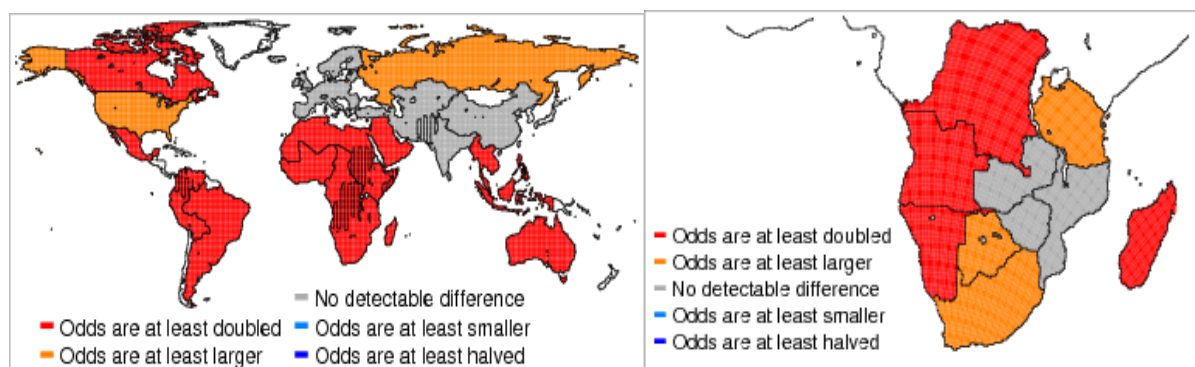 No detectable difference
Odds are at least doubled
Odds are at least smaller
Odds are at least larger
Odds are at least halved
Odds are at least doubled
Odds are at least larger
No detectable difference
Odds are at least smaller
Odds are at least halved